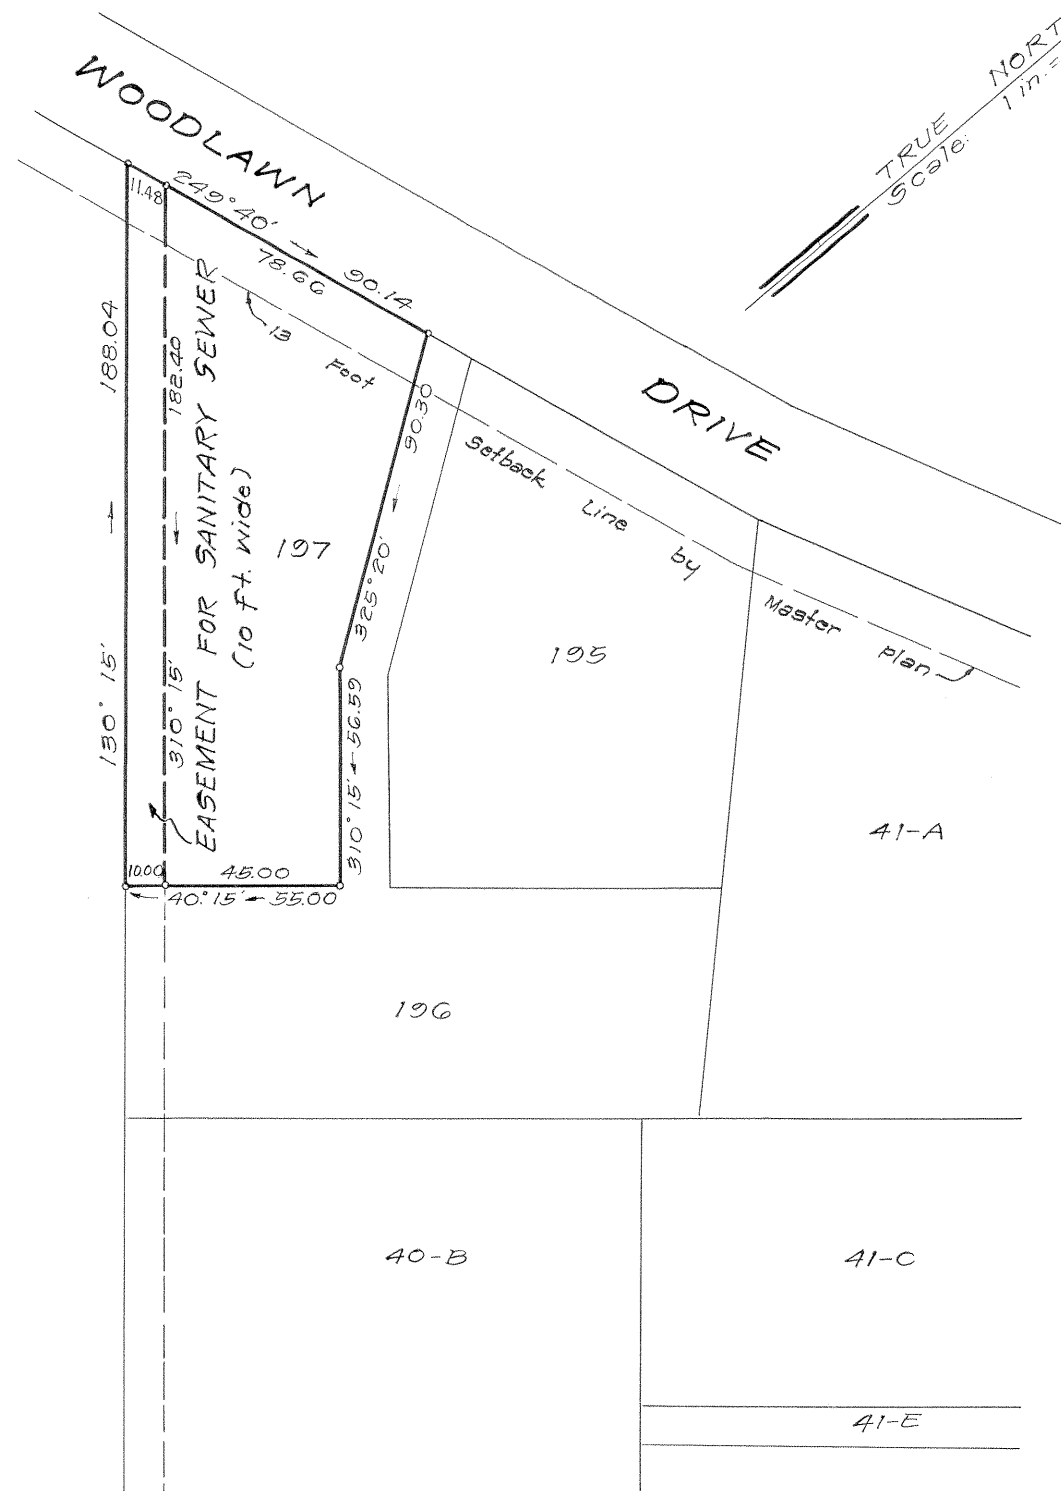 WOODLAWN
DRIVE
TRUE NORT
Scale: 1 in. =
11.48
249° 40'
78.66
90.14
188.04
130° 15'
182.40
310° 15'
EASEMENT FOR SANITARY SEWER
(10 Ft. wide)
197
13 Foot Setback Line by Master Plan
90.30
325° 20'
56.59
310° 15'
10.00
45.00
40° 15'
55.00
195
196
41-A
40-B
41-C
41-E